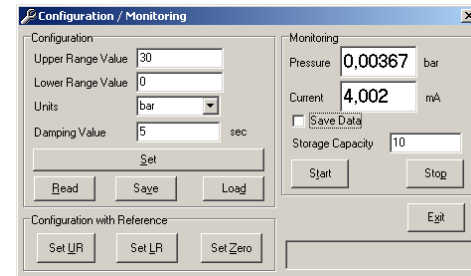 Configuration / Monitoring
Configuration
Upper Range Value 30
Lower Range Value 0
Units bar
Damping Value 5 sec
Set
Read Save Load
Configuration with Reference
Set UR Set LR Set Zero
Monitoring
Pressure 0,00367 bar
Current 4,002 mA
Save Data
Storage Capacity 10
Start Stop
Exit